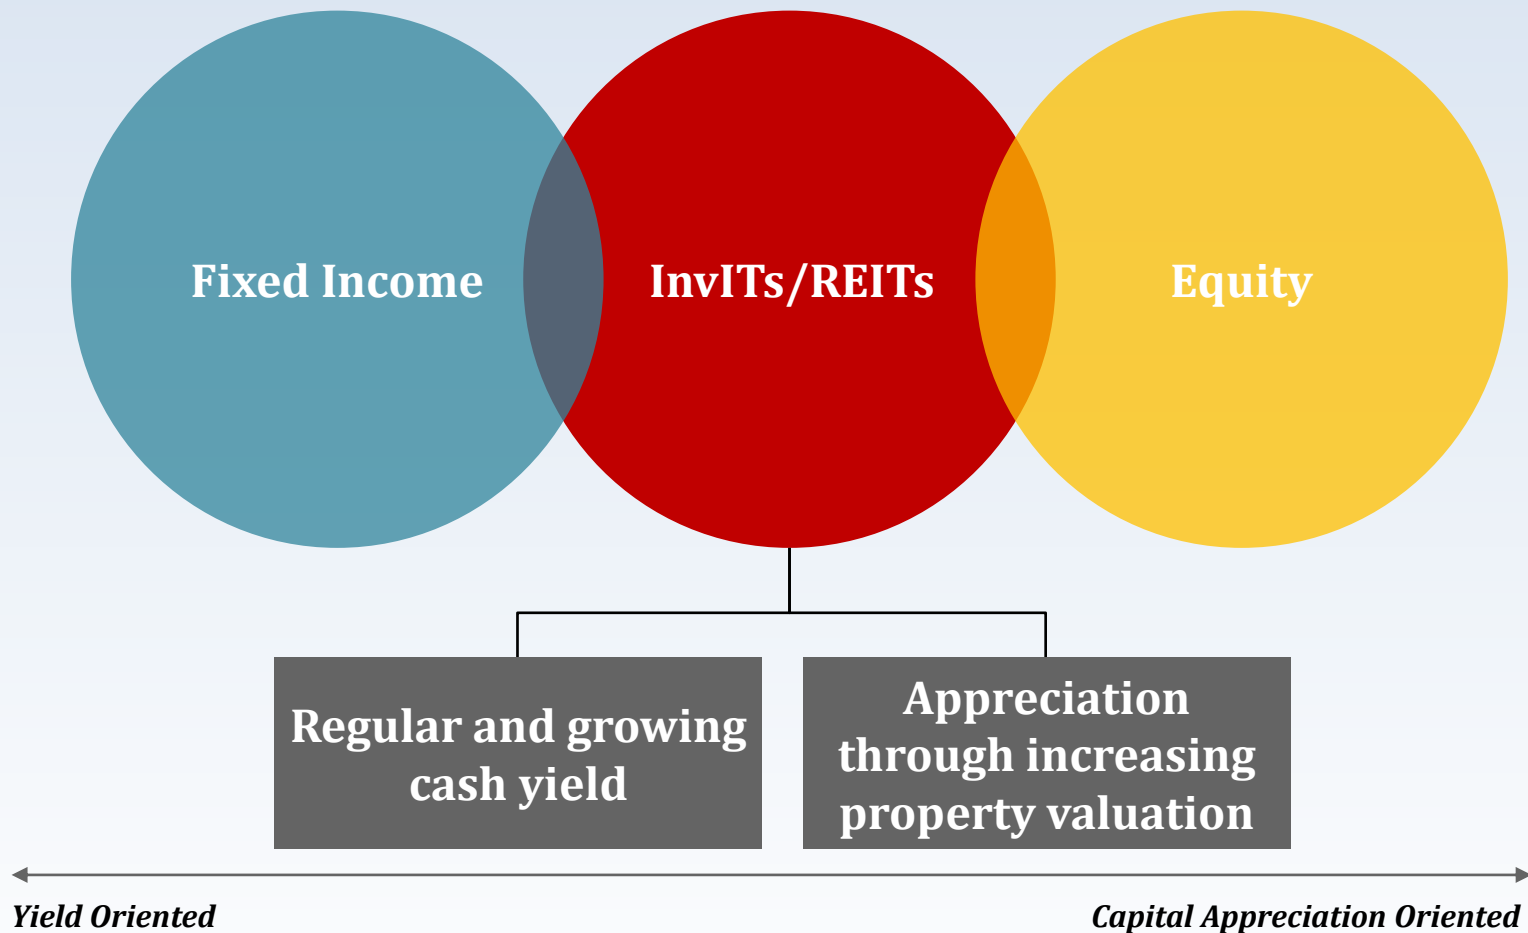 Fixed Income
InvITs/REITs
Equity
Regular and growing
cash yield
Appreciation
through increasing
property valuation
Yield Oriented
Capital Appreciation Oriented